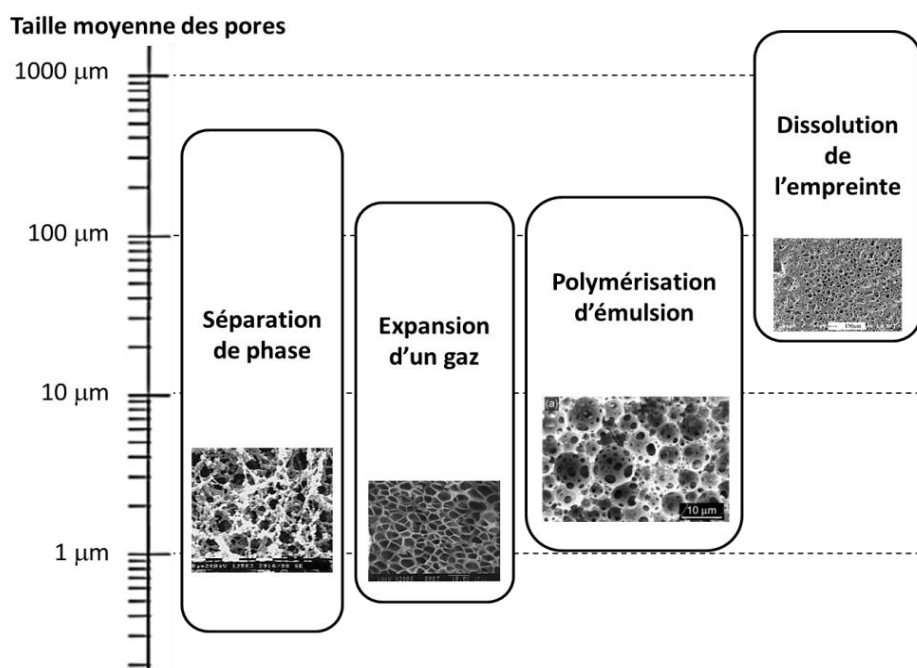 Taille moyenne des pores
1000 μm
100 μm
10 μm
1 μm
Séparation
de phase
Expansion
d’un gaz
Polymérisation
d’émulsion
(a)
10 μm
Dissolution
de
l’empreinte